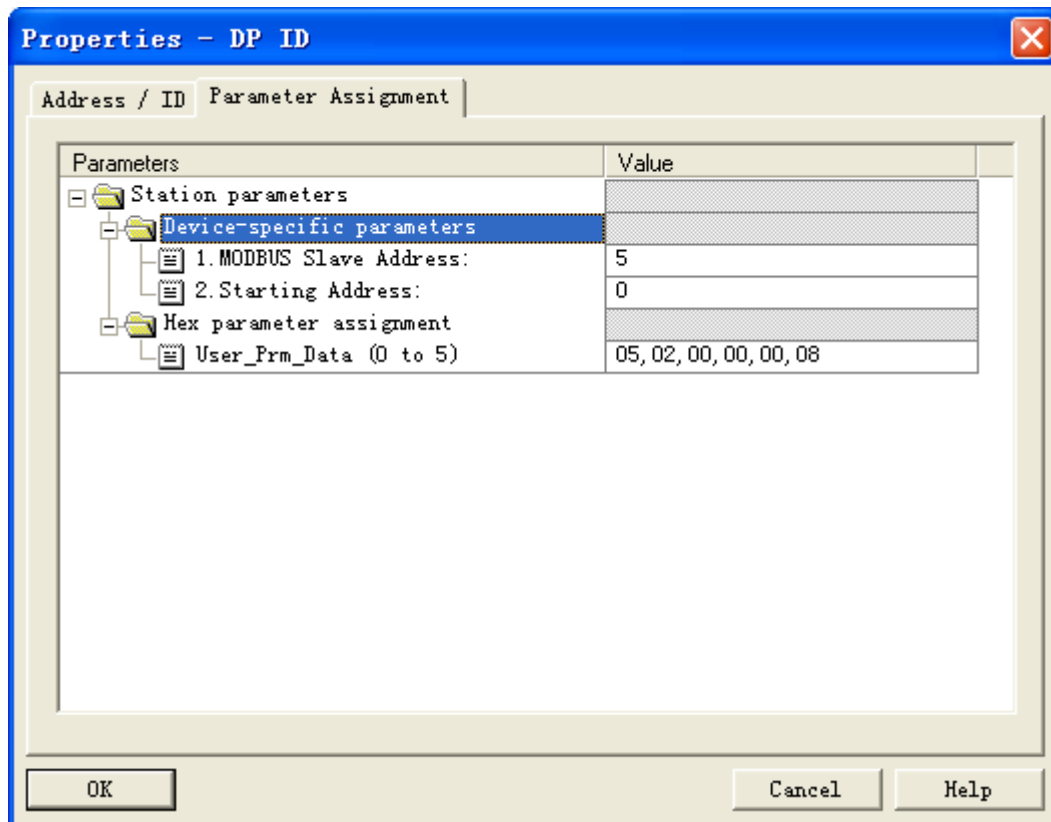 Properties - DP ID
Address / ID Parameter Assignment
Parameters Value
Station parameters
Device-specific parameters
1.MODBUS Slave Address: 5
2.Starting Address: 0
Hex parameter assignment
User_Prm_Data (0 to 5) 05, 02, 00, 00, 00, 08
OK Cancel Help